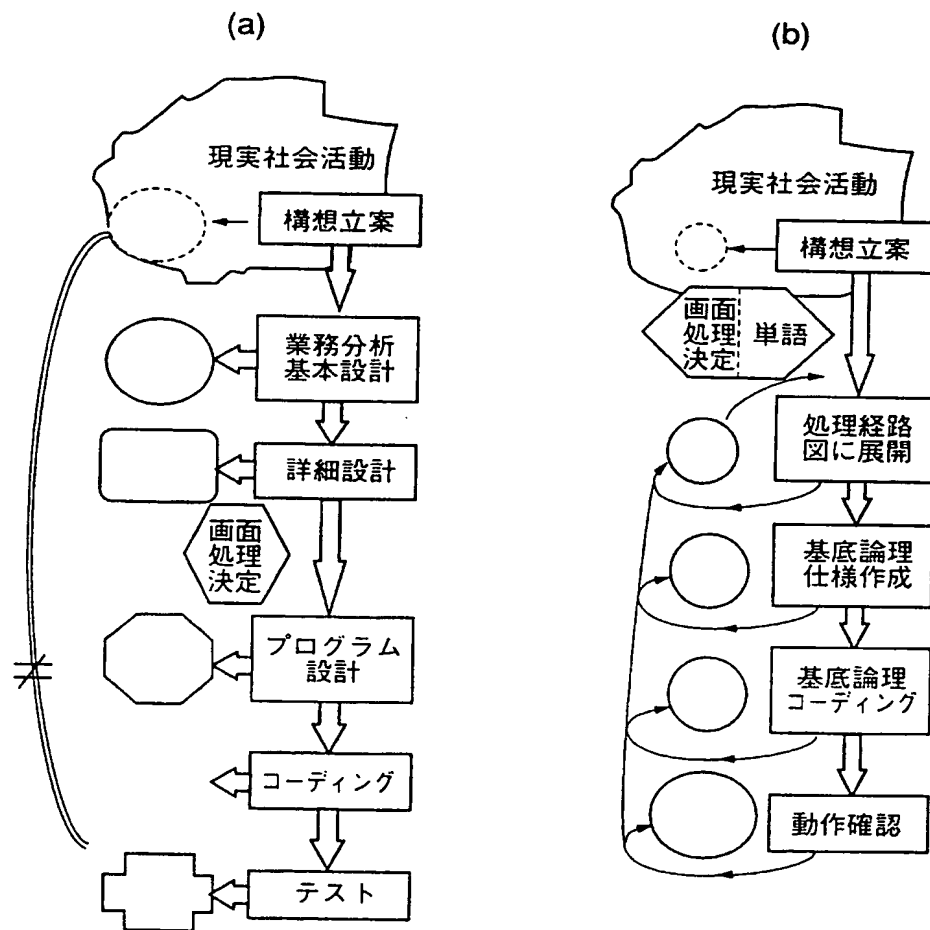 (a)
現実社会活動
構想立案
業務分析
基本設計
詳細設計
画面
処理
決定
プログラム
設計
コーディング
テスト
(b)
現実社会活動
構想立案
画面
処理
決定
単語
処理経路
図に展開
基底論理
仕様作成
基底論理
コーディング
動作確認